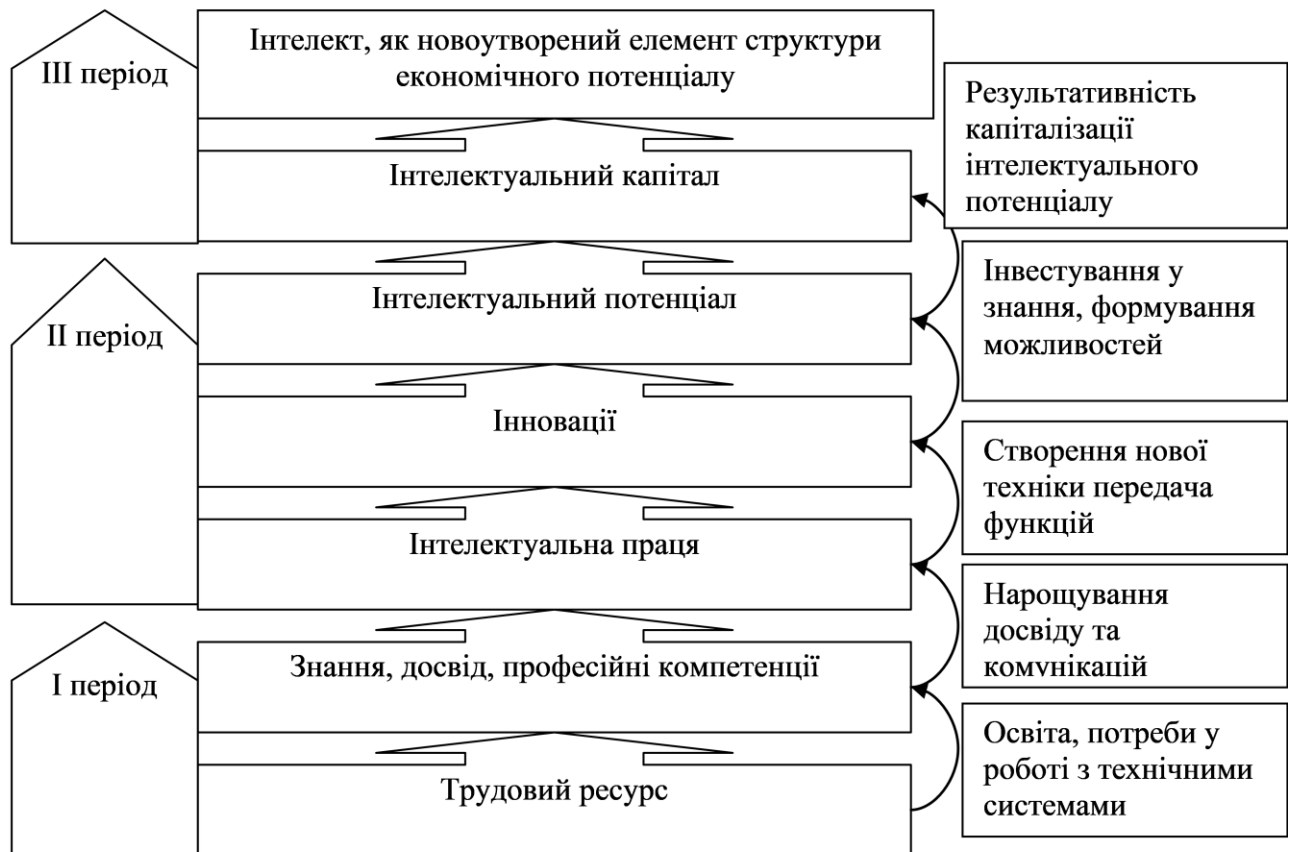 III період
Інтелект, як новоутворений елемент структури
економічного потенціалу
Результативність
капіталізації
інтелектуального
потенціалу
Інтелектуальний капітал
II період
Інтелектуальний потенціал
Інвестування у
знання, формування
можливостей
Інновації
Створення нової
техніки передача
функцій
Інтелектуальна праця
Нарощування
досвіду та
комунікацій
I період
Знання, досвід, професійні компетенції
Освіта, потреби у
роботі з технічними
системами
Трудовий ресурс